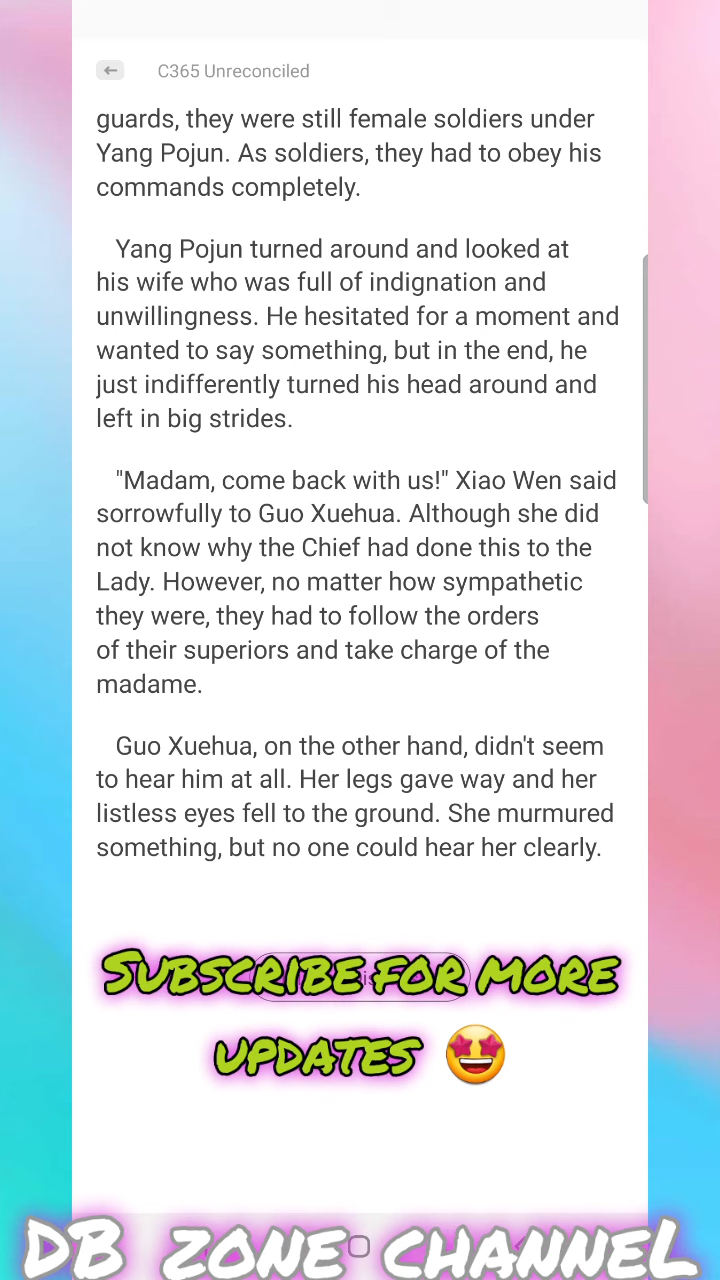 C365 Unreconciled
guards, they were still female soldiers under
Yang Pojun. As soldiers, they had to obey his
commands completely.
Yang Pojun turned around and looked at
his wife who was full of indignation and
unwillingness. He hesitated for a moment and
wanted to say something, but in the end, he
just indifferently turned his head around and
left in big strides.
"Madam, come back with us!" Xiao Wen said
sorrowfully to Guo Xuehua. Although she did
not know why the Chief had done this to the
Lady. However, no matter how sympathetic
they were, they had to follow the orders
of their superiors and take charge of the
madame.
Guo Xuehua, on the other hand, didn't seem
to hear him at all. Her legs gave way and her
listless eyes fell to the ground. She murmured
something, but no one could hear her clearly.
SUBSCRIBE FOR MORE
UPDATES
DB ZONE CHANNEL